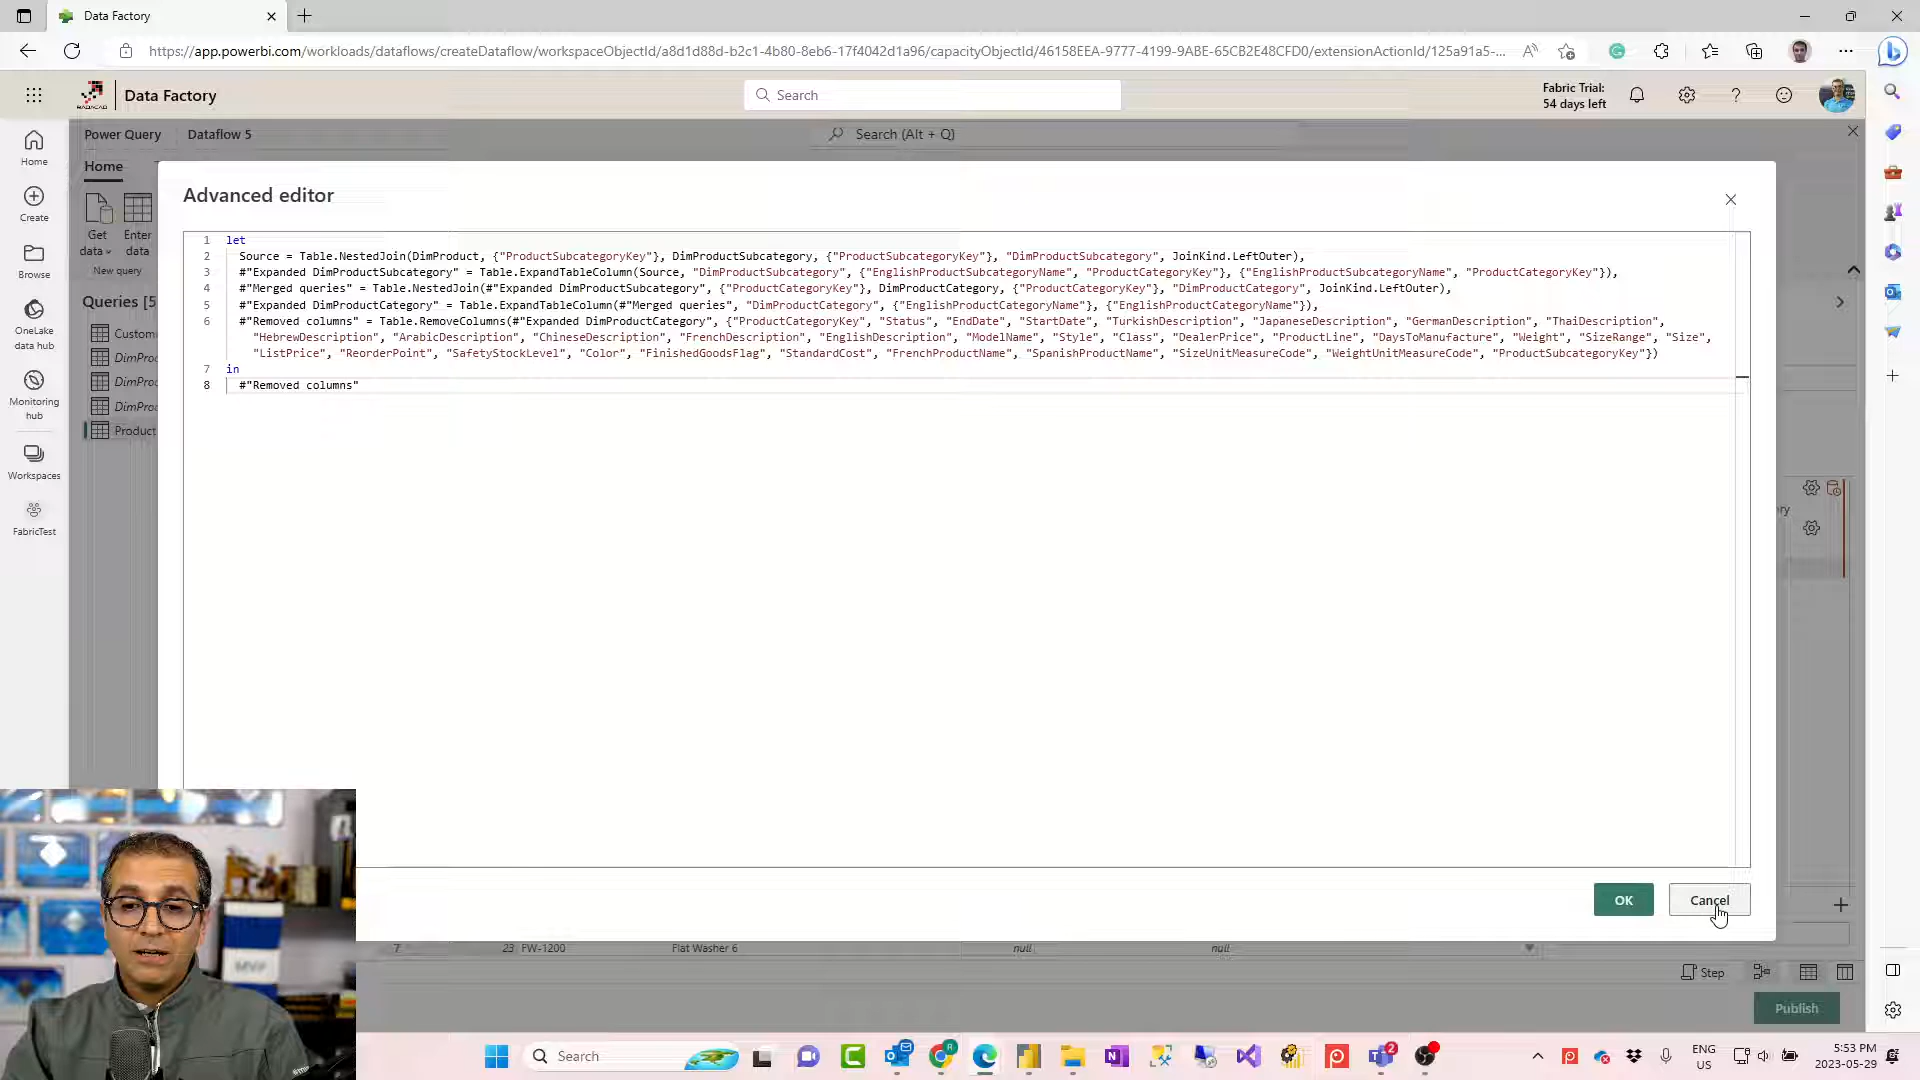 Data Factory
https://app.powerbi.com/workloads/dataflows/createDataflow/workspaceObjectId/a8d1d88d-b2c1-4b80-8eb6-17f4042d1a96/capacityObjectId/46158EEA-9777-4199-9ABE-65CB2E48CFD0/extensionActionId/125a91a5-...
Data Factory
Search
Fabric Trial:
54 days left
Power Query
Dataflow 5
Search (Alt + Q)
Home
Home
Create
Browse
OneLake
data hub
Monitoring
hub
Workspaces
FabricTest
Get
data
Enter
data
New query
Queries [5
Custom
DimPro
DimPro
DimPro
Product
Advanced editor
1 let
2 Source = Table.NestedJoin(DimProduct, {"ProductSubcategoryKey"}, DimProductSubcategory, {"ProductSubcategoryKey"}, "DimProductSubcategory", JoinKind.LeftOuter),
3 #"Expanded DimProductSubcategory" = Table.ExpandTableColumn(Source, "DimProductSubcategory", {"EnglishProductSubcategoryName", "ProductCategoryKey"}, {"EnglishProductSubcategoryName", "ProductCategoryKey"}),
4 #"Merged queries" = Table.NestedJoin(#"Expanded DimProductSubcategory", {"ProductCategoryKey"}, DimProductCategory, {"ProductCategoryKey"}, "DimProductCategory", JoinKind.LeftOuter),
5 #"Expanded DimProductCategory" = Table.ExpandTableColumn(#"Merged queries", "DimProductCategory", {"EnglishProductCategoryName"}, {"EnglishProductCategoryName"}),
6 #"Removed columns" = Table.RemoveColumns(#"Expanded DimProductCategory", {"ProductCategoryKey", "Status", "EndDate", "StartDate", "TurkishDescription", "JapaneseDescription", "GermanDescription", "ThaiDescription",
"HebrewDescription", "ArabicDescription", "ChineseDescription", "FrenchDescription", "EnglishDescription", "ModelName", "Style", "Class", "DealerPrice", "ProductLine", "DaysToManufacture", "Weight", "SizeRange", "Size",
"ListPrice", "ReorderPoint", "SafetyStockLevel", "Color", "FinishedGoodsFlag", "StandardCost", "FrenchProductName", "SpanishProductName", "SizeUnitMeasureCode", "WeightUnitMeasureCode", "ProductSubcategoryKey"})
7 in
8 #"Removed columns"
ry
OK
Cancel
7 23 FW-1200 Flat Washer 6 null null
Step
Publish
MVP
Search
2
ENG
US
5:53 PM
2023-05-29